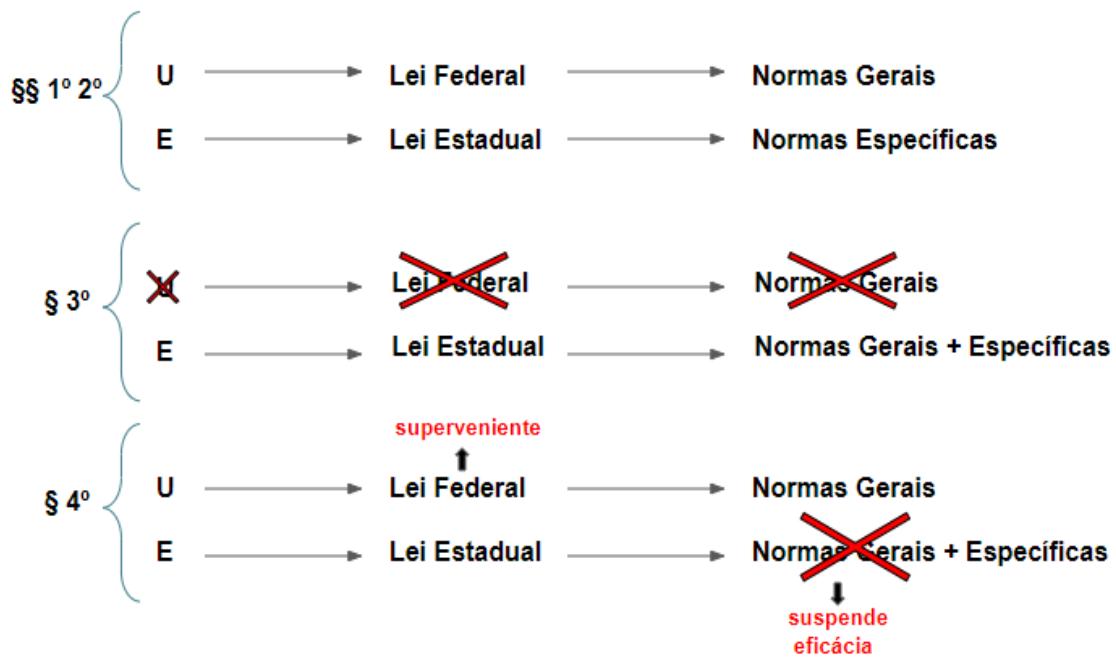 §§ 1º 2º
U Lei Federal Normas Gerais
E Lei Estadual Normas Específicas
§ 3º
U Lei Federal Normas Gerais
E Lei Estadual Normas Gerais + Específicas
superveniente
§ 4º
U Lei Federal Normas Gerais
E Lei Estadual Normas Gerais + Específicas
suspende
eficácia